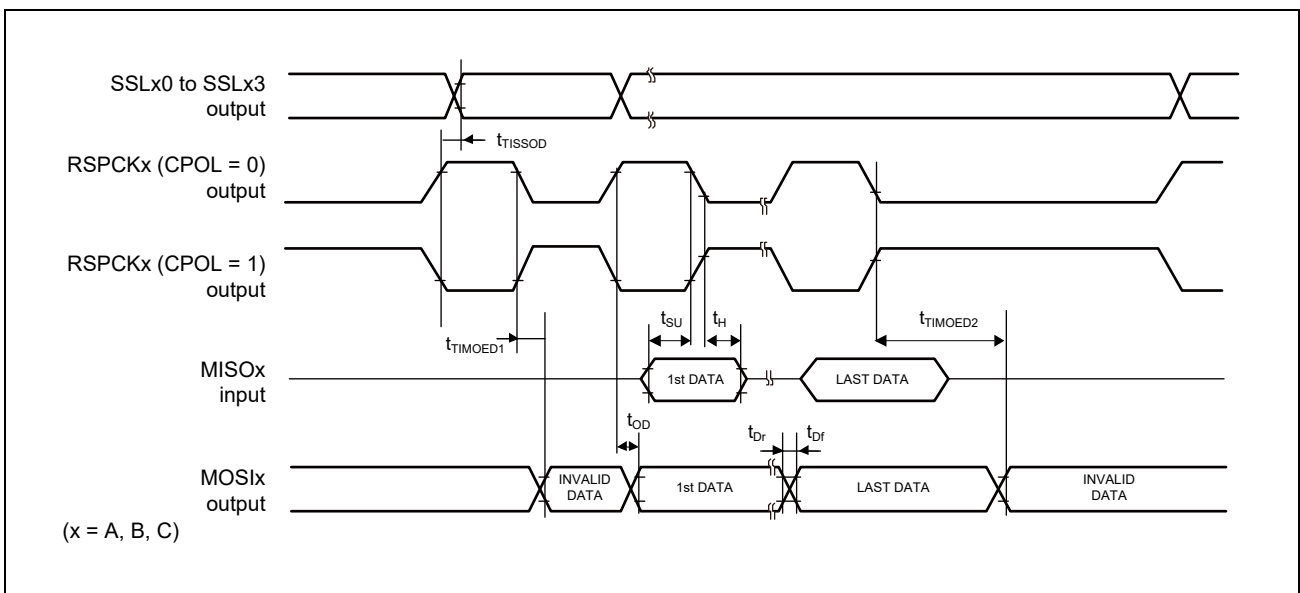 SSLx0 to SSLx3
output
tTISSOD
RSPCKx (CPOL = 0)
output
RSPCKx (CPOL = 1)
output
tSU
tH
tTIMOED2
tTIMOED1
MISOx
input
1st DATA
LAST DATA
tOD
tDr
tDf
MOSIx
output
INVALID
DATA
1st DATA
LAST DATA
INVALID
DATA
(x = A, B, C)